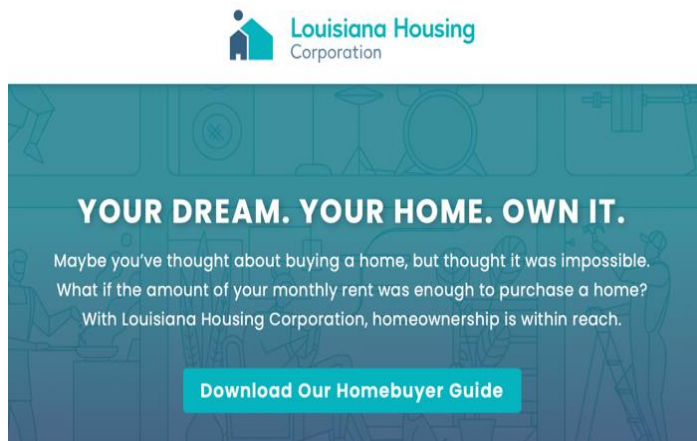 Louisiana Housing
Corporation
YOUR DREAM. YOUR HOME. OWN IT.
Maybe you've thought about buying a home, but thought it was impossible.
What if the amount of your monthly rent was enough to purchase a home?
With Louisiana Housing Corporation, homeownership is within reach.
Download Our Homebuyer Guide